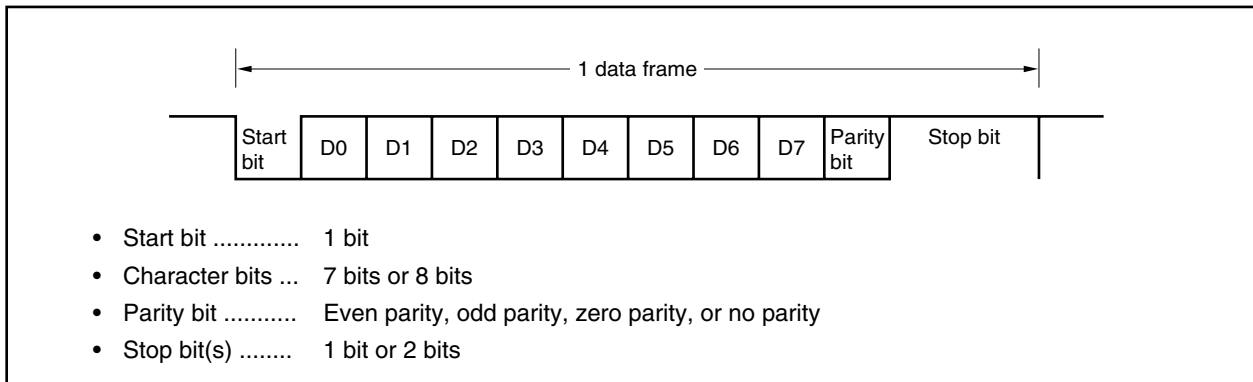 1 data frame
Start bit D0 D1 D2 D3 D4 D5 D6 D7 Parity bit Stop bit
• Start bit ............. 1 bit
• Character bits ... 7 bits or 8 bits
• Parity bit ........... Even parity, odd parity, zero parity, or no parity
• Stop bit(s) ........ 1 bit or 2 bits